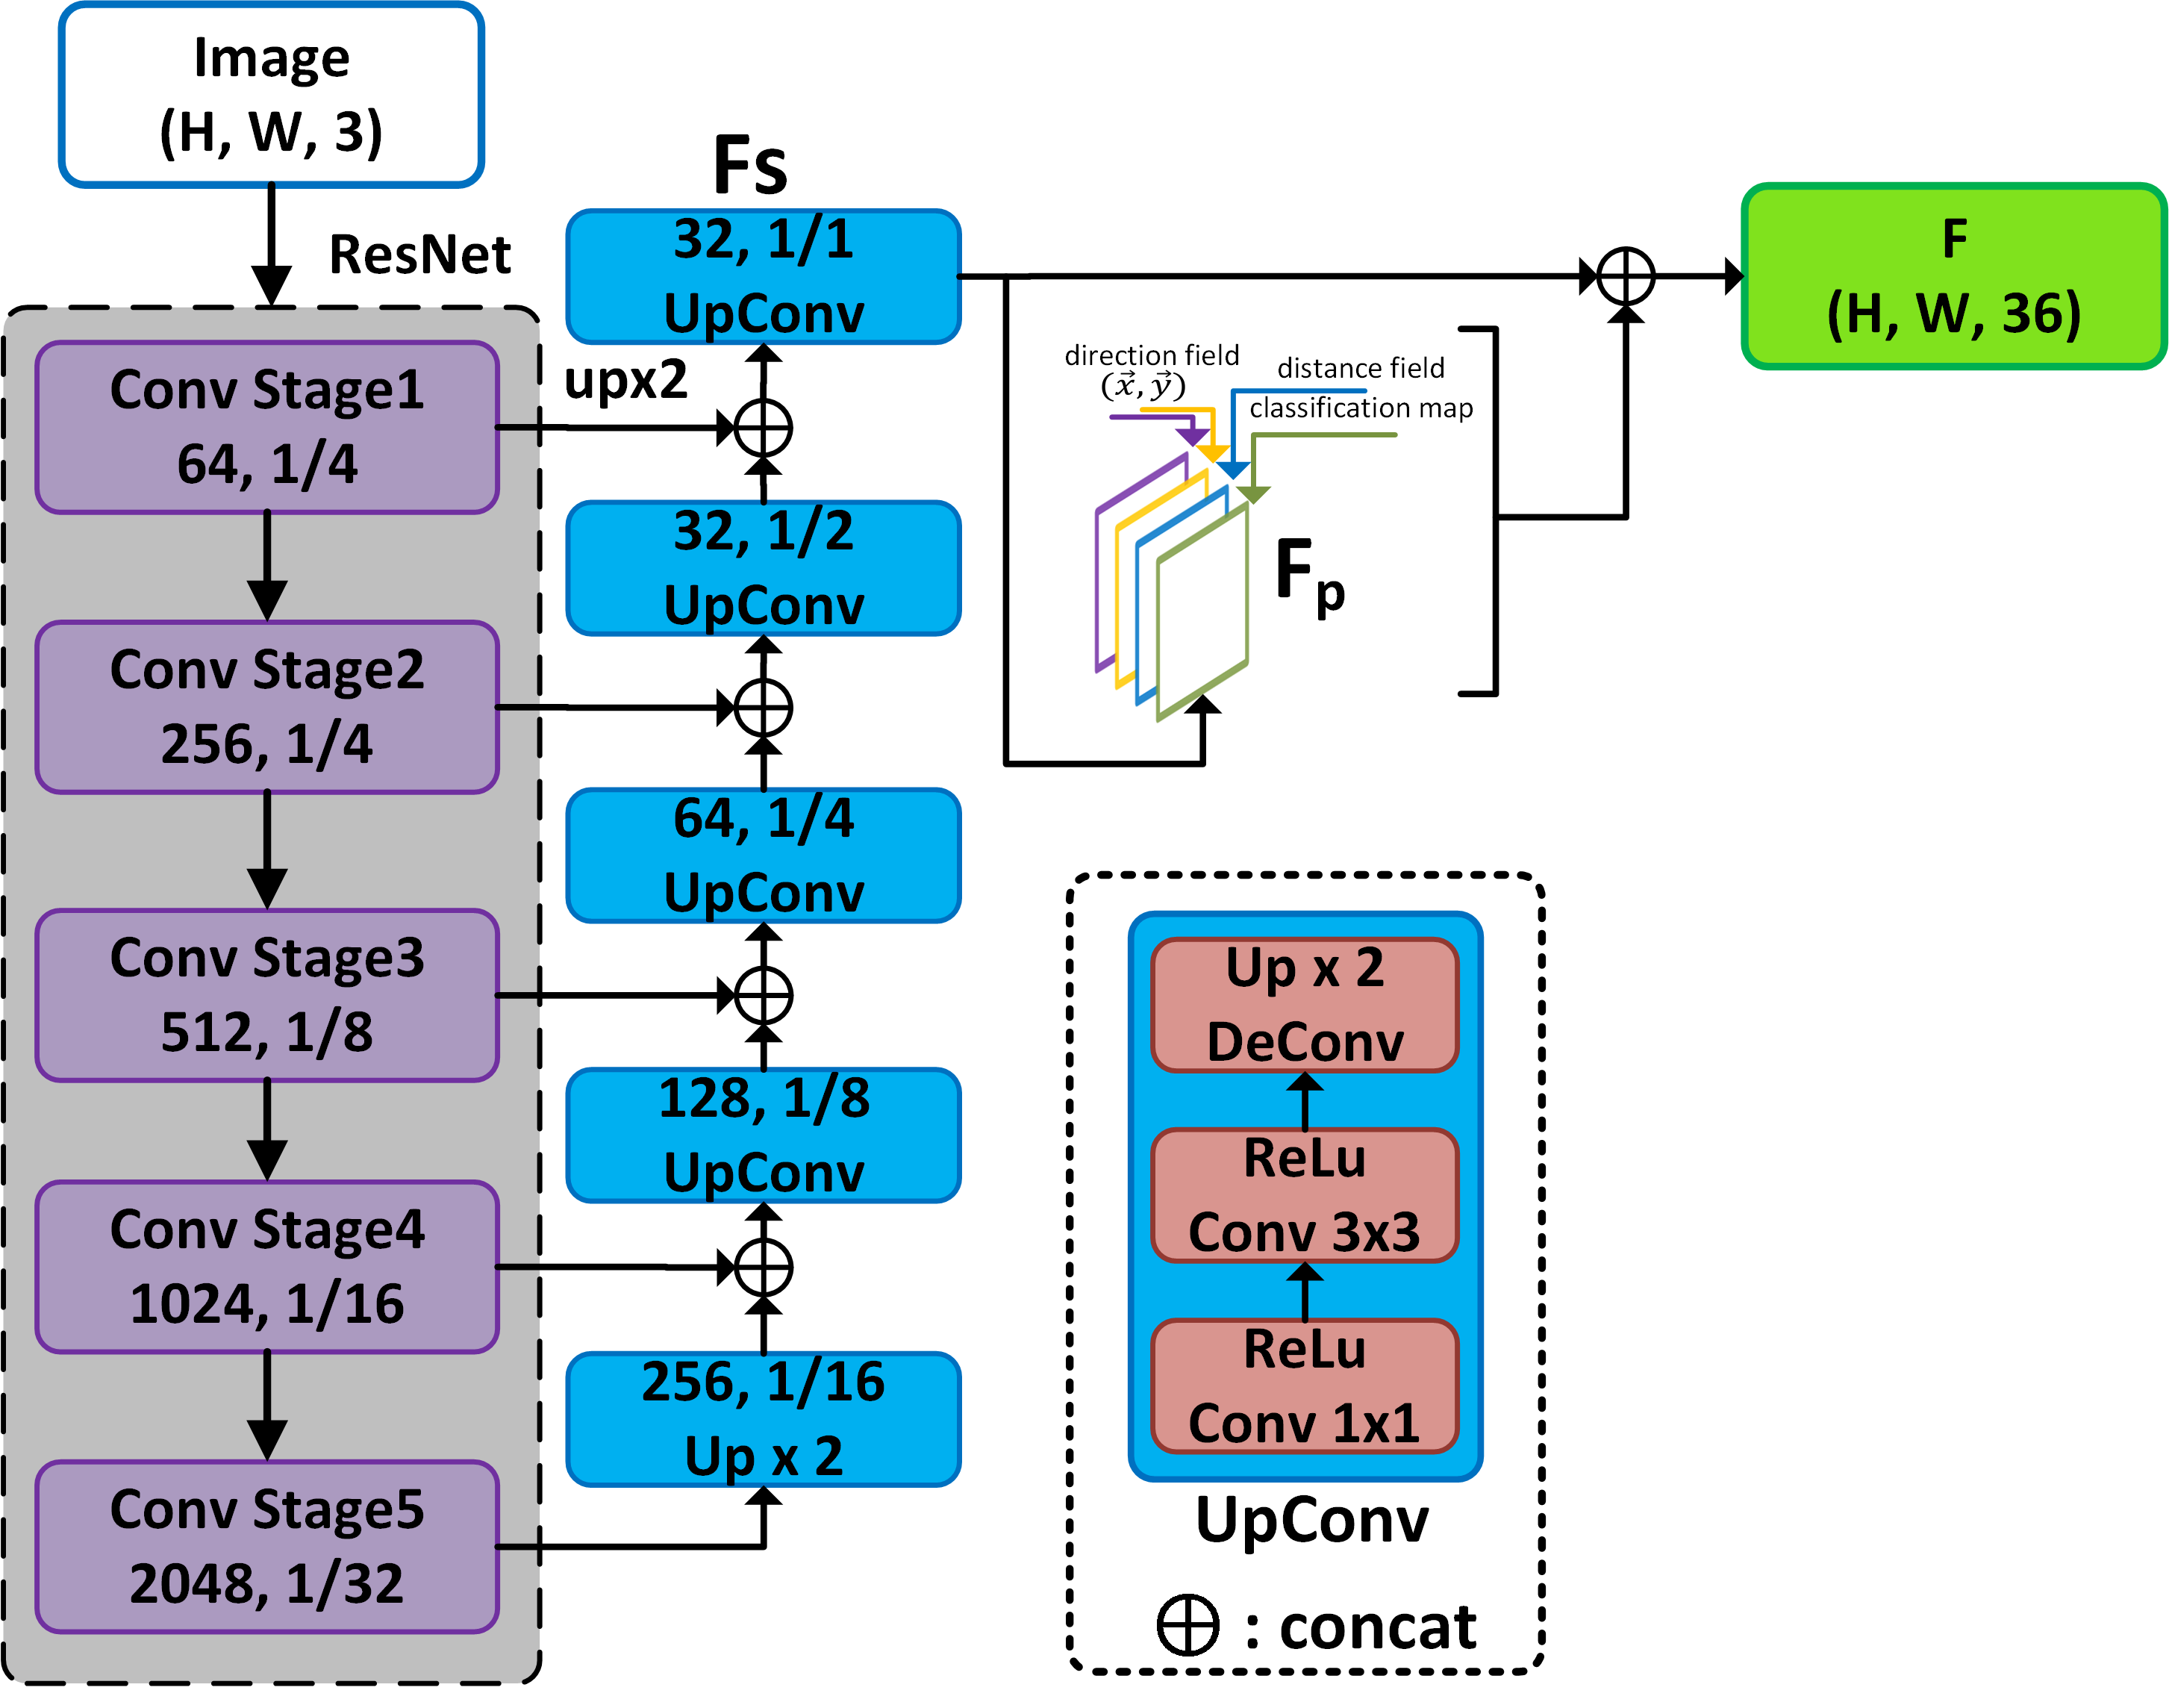 Image
(H, W, 3)
ResNet
Conv Stage1
64, 1/4
Conv Stage2
256, 1/4
Conv Stage3
512, 1/8
Conv Stage4
1024, 1/16
Conv Stage5
2048, 1/32
Fs
32, 1/1
UpConv
upx2
32, 1/2
UpConv
64, 1/4
UpConv
128, 1/8
UpConv
256, 1/16
Up x 2
direction field
(x⃗, y⃗)
distance field
classification map
Fp
F
(H, W, 36)
Up x 2
DeConv
ReLu
Conv 3x3
ReLu
Conv 1x1
UpConv
: concat